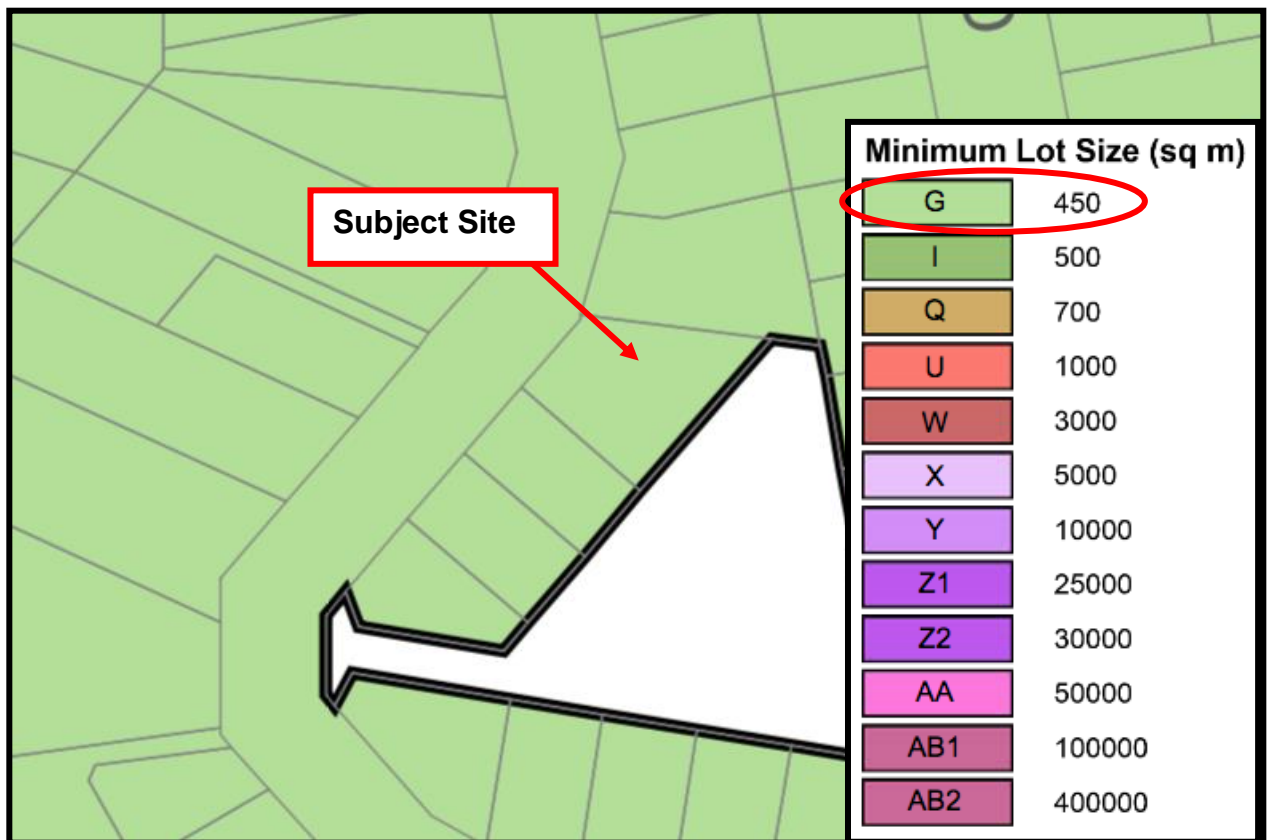 Subject Site
Minimum Lot Size (sq m)
G 450
I 500
Q 700
U 1000
W 3000
X 5000
Y 10000
Z1 25000
Z2 30000
AA 50000
AB1 100000
AB2 400000